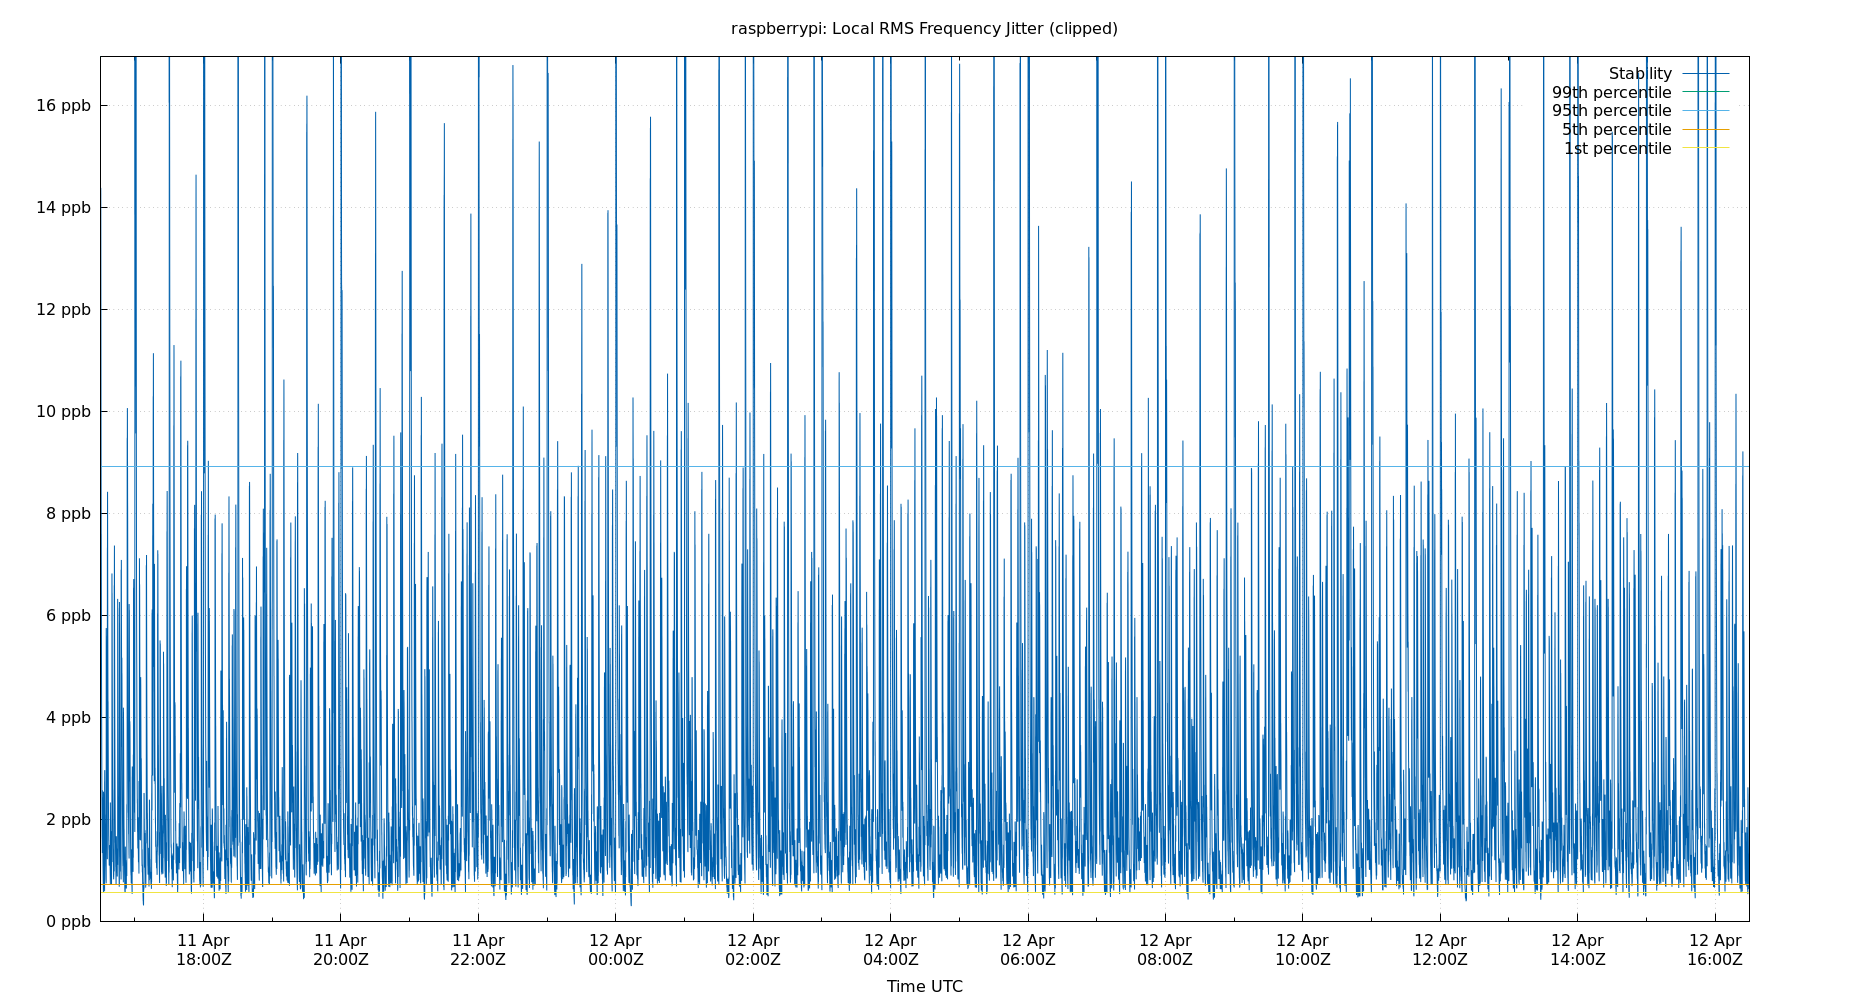 raspberrypi: Local RMS Frequency Jitter (clipped)
Stability
99th percentile
95th percentile
5th percentile
1st percentile
16 ppb
14 ppb
12 ppb
10 ppb
8 ppb
6 ppb
4 ppb
2 ppb
0 ppb
11 Apr 11 Apr 11 Apr 12 Apr 12 Apr 12 Apr 12 Apr 12 Apr 12 Apr 12 Apr 12 Apr 12 Apr
18:00Z 20:00Z 22:00Z 00:00Z 02:00Z 04:00Z 06:00Z 08:00Z 10:00Z 12:00Z 14:00Z 16:00Z
Time UTC